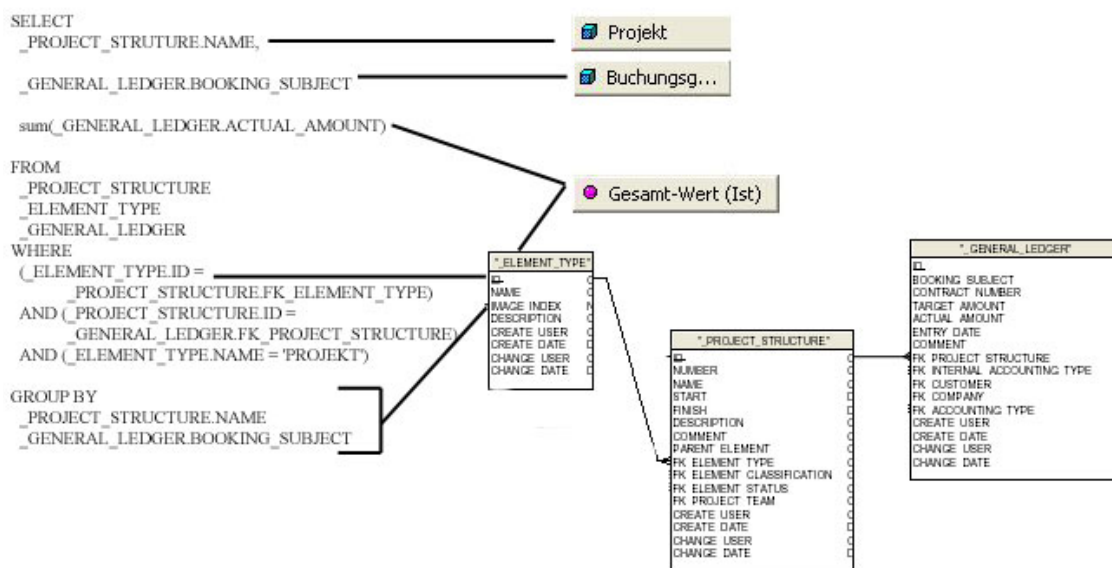 SELECT
_PROJECT_STRUTURE.NAME,
_GENERAL_LEDGER.BOOKING_SUBJECT
sum(_GENERAL_LEDGER.ACTUAL_AMOUNT)
FROM
_PROJECT_STRUCTURE
_ELEMENT_TYPE
_GENERAL_LEDGER
WHERE
(_ELEMENT_TYPE.ID =
_PROJECT_STRUCTURE.FK_ELEMENT_TYPE)
AND (_PROJECT_STRUCTURE.ID =
_GENERAL_LEDGER.FK_PROJECT_STRUCTURE)
AND (_ELEMENT_TYPE.NAME = 'PROJEKT')
GROUP BY
_PROJECT_STRUCTURE.NAME
_GENERAL_LEDGER.BOOKING_SUBJECT
Projekt
Buchungsg...
Gesamt-Wert (Ist)
"_ELEMENT_TYPE"
ID
NAME
IMAGE INDEX
DESCRIPTION
CREATE USER
CREATE DATE
CHANGE USER
CHANGE DATE
"_PROJECT_STRUCTURE"
ID
NUMBER
NAME
START
FINISH
DESCRIPTION
COMMENT
PARENT ELEMENT
FK ELEMENT TYPE
FK ELEMENT CLASSIFICATION
FK ELEMENT STATUS
FK PROJECT TEAM
CREATE USER
CREATE DATE
CHANGE USER
CHANGE DATE
"_GENERAL_LEDGER"
ID
BOOKING SUBJECT
CONTRACT NUMBER
TARGET AMOUNT
ACTUAL AMOUNT
ENTRY DATE
COMMENT
FK PROJECT STRUCTURE
FK INTERNAL ACCOUNTING TYPE
FK CUSTOMER
FK COMPANY
FK ACCOUNTING TYPE
CREATE USER
CREATE DATE
CHANGE USER
CHANGE DATE